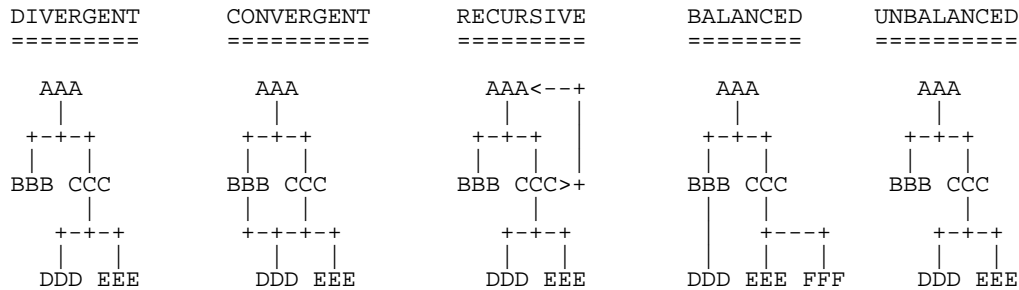 DIVERGENT CONVERGENT RECURSIVE BALANCED UNBALANCED
========= ========== ========= ======== ==========
AAA AAA AAA<--+ AAA AAA
| | | | | |
+-+-+ +-+-+ +-+-+ | +-+-+ +-+-+
| | | | | | | | | | |
BBB CCC BBB CCC BBB CCC>+ BBB CCC BBB CCC
| | | | | | |
+-+-+ +-+-+-+ +-+-+ | +---+ +-+-+
| | | | | | | | | | |
DDD EEE DDD EEE DDD EEE DDD EEE FFF DDD EEE